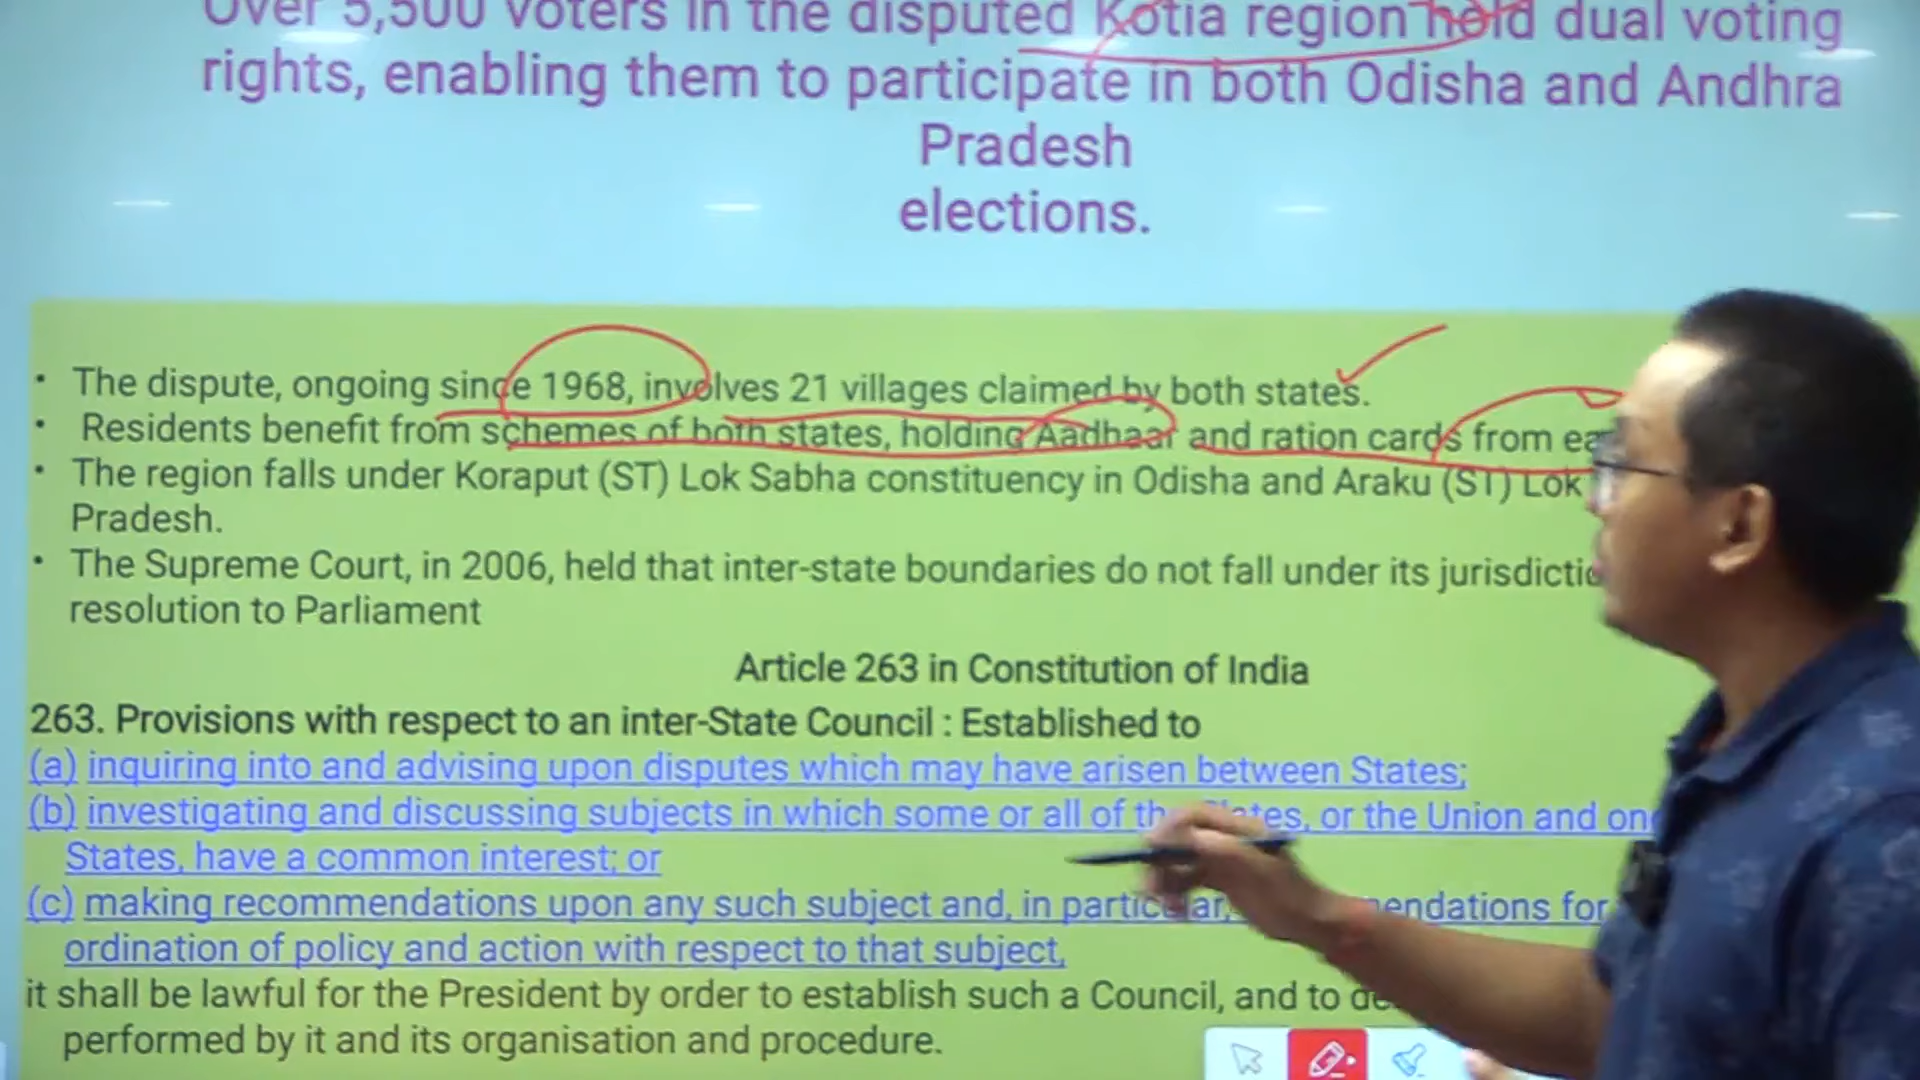 Over 5,500 voters in the disputed Kotia region hold dual voting
rights, enabling them to participate in both Odisha and Andhra
Pradesh
elections.
• The dispute, ongoing since 1968, involves 21 villages claimed by both states.
• Residents benefit from schemes of both states, holding Aadhaar and ration cards from
• The region falls under Koraput (ST) Lok Sabha constituency in Odisha and Araku (ST) Lok
Pradesh.
• The Supreme Court, in 2006, held that inter-state boundaries do not fall under its
resolution to Parliament
Article 263 in Constitution of India
263. Provisions with respect to an inter-State Council : Established to
(a) inquiring into and advising upon disputes which may have arisen between States;
(b) investigating and discussing subjects in which some or all of the States, or the Union and
States, have a common interest; or
(c) making recommendations upon any such subject and, in particular, for
ordination of policy and action with respect to that subject,
it shall be lawful for the President by order to establish such a Council, and to
performed by it and its organisation and procedure.